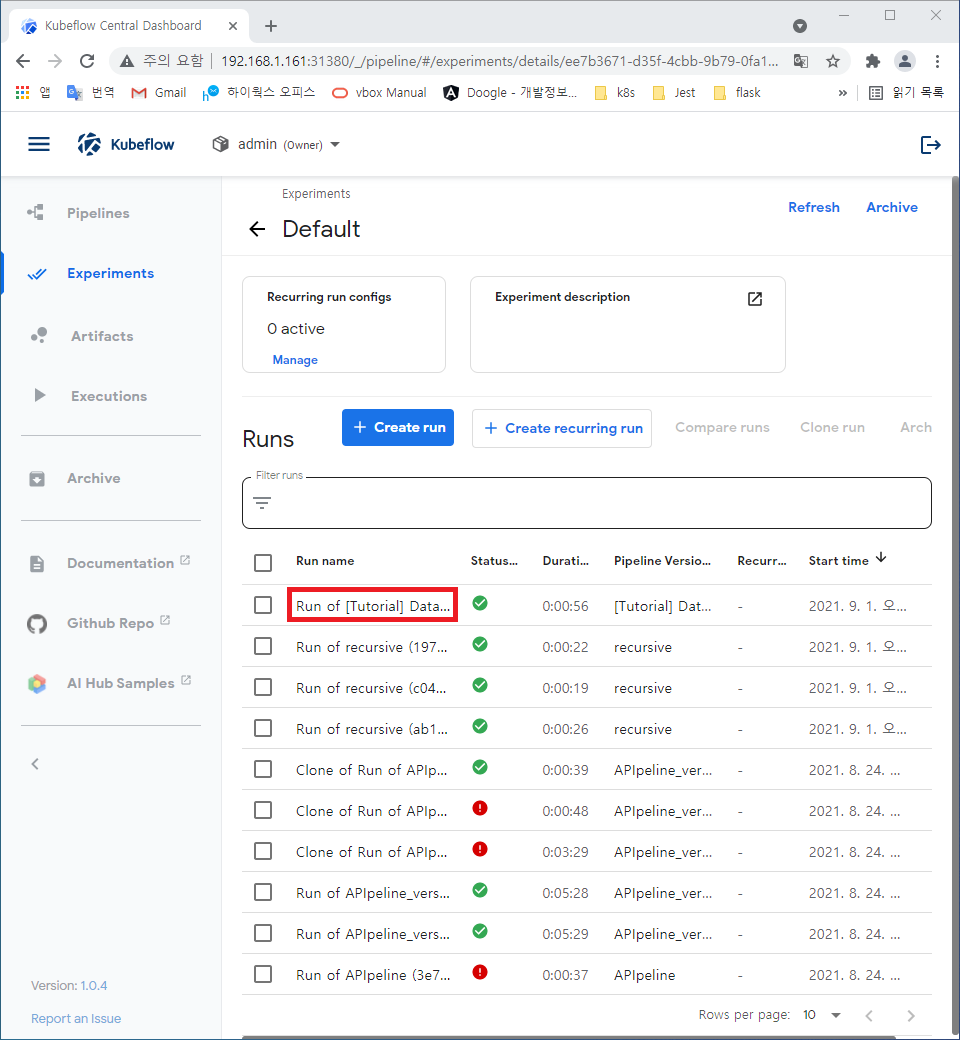 Kubeflow Central Dashboard
주의 요함 | 192.168.1.161:31380/_/pipeline/#/experiments/details/ee7b3671-d35f-4cbb-9b79-0fa1...
앱 번역 Gmail 하이웍스 오피스 vbox Manual Doogle - 개발정보... k8s Jest flask » 읽기 목록
Kubeflow admin (Owner)
Pipelines
Experiments
Artifacts
Executions
Archive
Documentation
Github Repo
AI Hub Samples
Version: 1.0.4
Report an Issue
Experiments
Default
Refresh Archive
Recurring run configs
0 active
Manage
Experiment description
Runs + Create run + Create recurring run Compare runs Clone run Arch
Filter runs
Run name Status... Durati... Pipeline Versio... Recurr... Start time
Run of [Tutorial] Data... 0:00:56 [Tutorial] Dat... - 2021. 9. 1. 오...
Run of recursive (197... 0:00:22 recursive - 2021. 9. 1. 오...
Run of recursive (c04... 0:00:19 recursive - 2021. 9. 1. 오...
Run of recursive (ab1... 0:00:26 recursive - 2021. 9. 1. 오...
Clone of Run of APIp... 0:00:39 APIpeline_ver... - 2021. 8. 24. ...
Clone of Run of APIp... 0:00:48 APIpeline_ver... - 2021. 8. 24. ...
Clone of Run of APIp... 0:03:29 APIpeline_ver... - 2021. 8. 24. ...
Run of APIpeline_vers... 0:05:28 APIpeline_ver... - 2021. 8. 24. ...
Run of APIpeline_vers... 0:05:29 APIpeline_ver... - 2021. 8. 24. ...
Run of APIpeline (3e7... 0:00:37 APIpeline - 2021. 8. 24. ...
Rows per page: 10